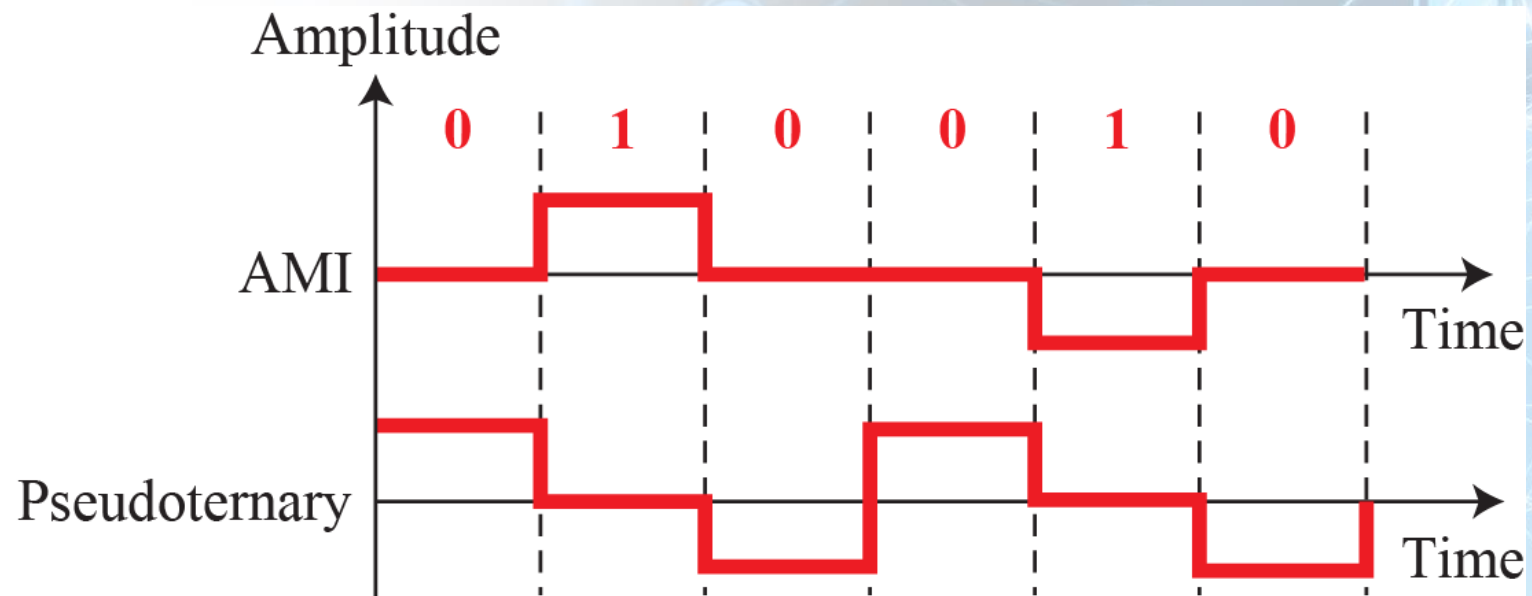 Amplitude
0 1 0 0 1 0
AMI
Time
Pseudoternary
Time